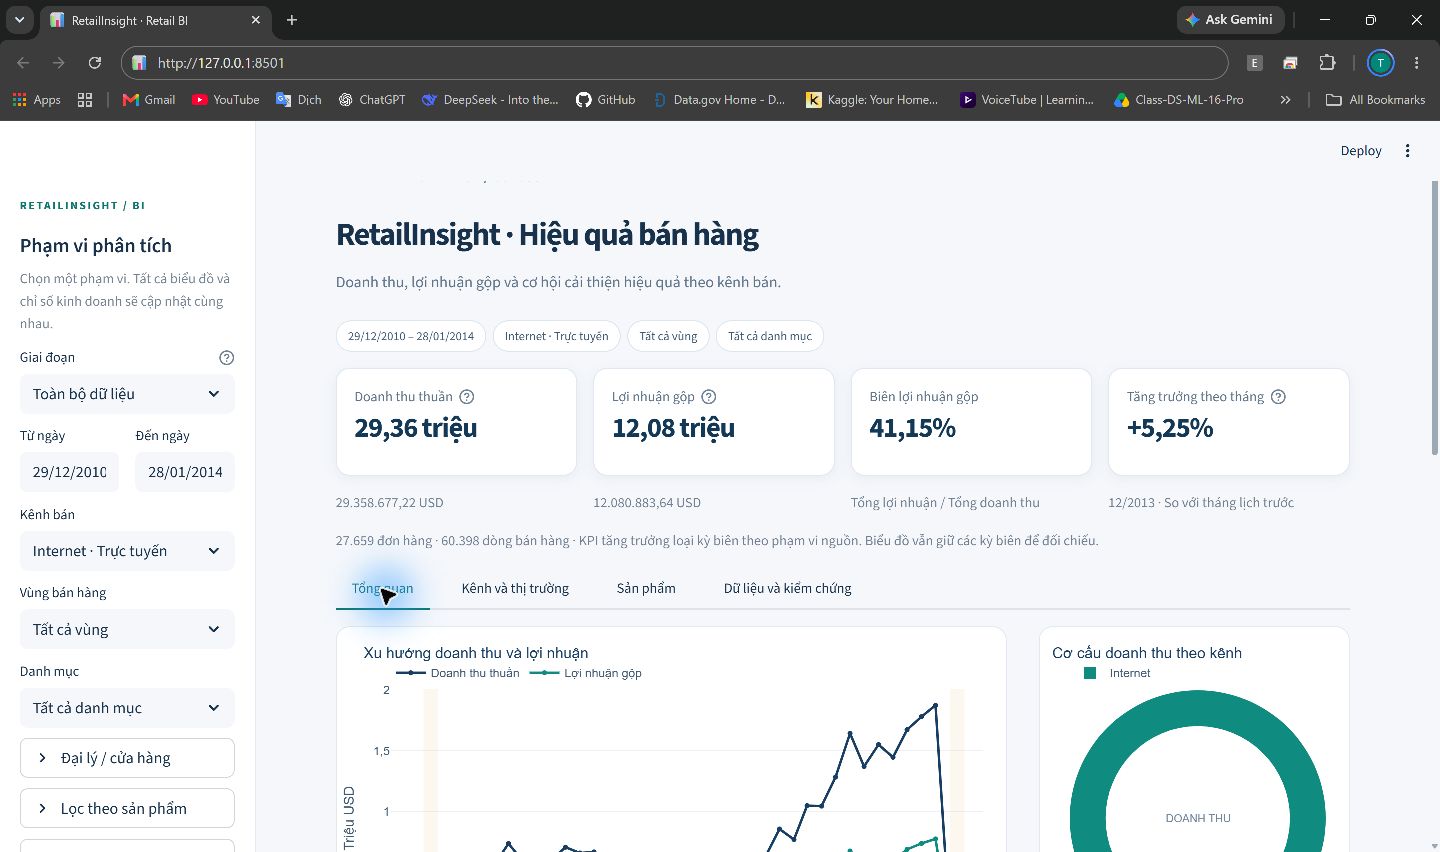 RetailInsight · Retail BI
Ask Gemini
http://127.0.0.1:8501
E
T
Apps
Gmail
YouTube
Dịch
ChatGPT
DeepSeek - Into the...
GitHub
Data.gov Home - D...
Kaggle: Your Home...
VoiceTube | Learnin...
Class-DS-ML-16-Pro
All Bookmarks
Deploy
RETAILINSIGHT / BI
Phạm vi phân tích
Chọn một phạm vi. Tất cả biểu đồ và
chỉ số kinh doanh sẽ cập nhật cùng
nhau.
Giai đoạn
Toàn bộ dữ liệu
Từ ngày
Đến ngày
29/12/2010
28/01/2014
Kênh bán
Internet · Trực tuyến
Vùng bán hàng
Tất cả vùng
Danh mục
Tất cả danh mục
Đại lý / cửa hàng
Lọc theo sản phẩm
RetailInsight · Hiệu quả bán hàng
Doanh thu, lợi nhuận gộp và cơ hội cải thiện hiệu quả theo kênh bán.
29/12/2010 – 28/01/2014
Internet · Trực tuyến
Tất cả vùng
Tất cả danh mục
Doanh thu thuần
29,36 triệu
29.358.677,22 USD
Lợi nhuận gộp
12,08 triệu
12.080.883,64 USD
Biên lợi nhuận gộp
41,15%
Tổng lợi nhuận / Tổng doanh thu
Tăng trưởng theo tháng
+5,25%
12/2013 · So với tháng lịch trước
27.659 đơn hàng · 60.398 dòng bán hàng · KPI tăng trưởng loại kỳ biên theo phạm vi nguồn. Biểu đồ vẫn giữ các kỳ biên để đối chiếu.
Tổng quan
Kênh và thị trường
Sản phẩm
Dữ liệu và kiểm chứng
Xu hướng doanh thu và lợi nhuận
Doanh thu thuần
Lợi nhuận gộp
2
1,5
1
Triệu USD
Cơ cấu doanh thu theo kênh
Internet
DOANH THU